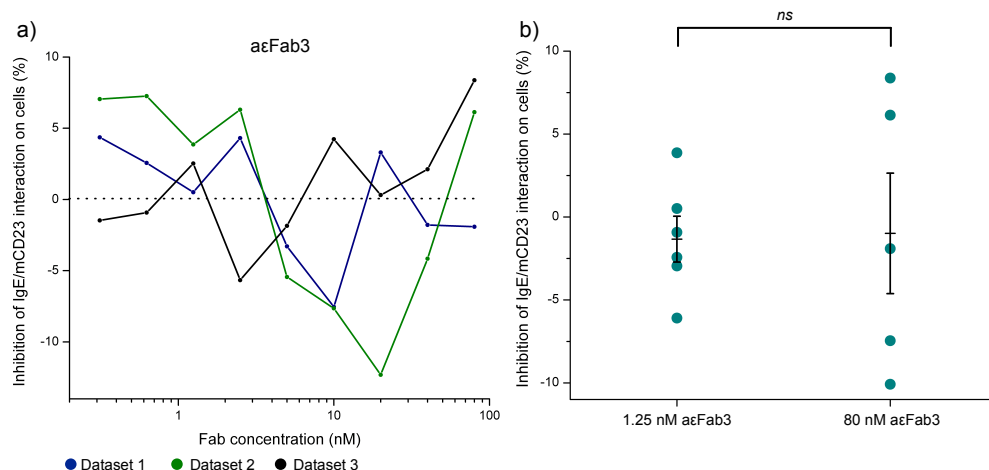 a)
aεFab3
Inhibition of IgE/mCD23 interaction on cells (%)
10
5
0
-5
-10
1
10
100
Fab concentration (nM)
Dataset 1
Dataset 2
Dataset 3
b)
ns
Inhibition of IgE/mCD23 interaction on cells (%)
10
5
0
-5
-10
1.25 nM aεFab3
80 nM aεFab3